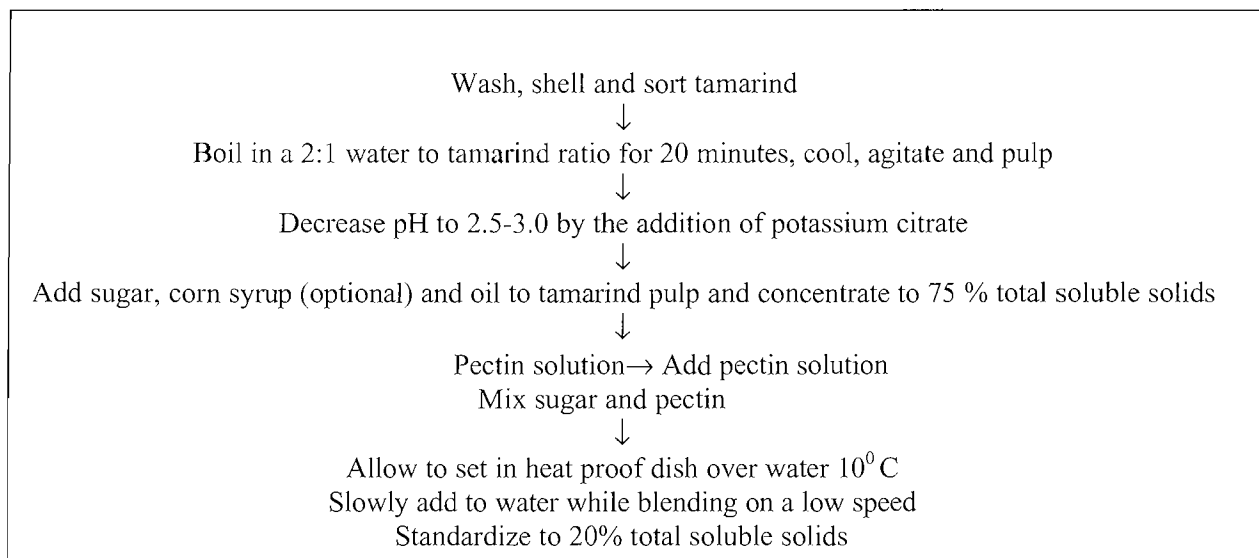 Wash, shell and sort tamarind
↓
Boil in a 2:1 water to tamarind ratio for 20 minutes, cool, agitate and pulp
↓
Decrease pH to 2.5-3.0 by the addition of potassium citrate
↓
Add sugar, corn syrup (optional) and oil to tamarind pulp and concentrate to 75 % total soluble solids
↓
Pectin solution→ Add pectin solution
Mix sugar and pectin
↓
Allow to set in heat proof dish over water 10⁰ C
Slowly add to water while blending on a low speed
Standardize to 20% total soluble solids